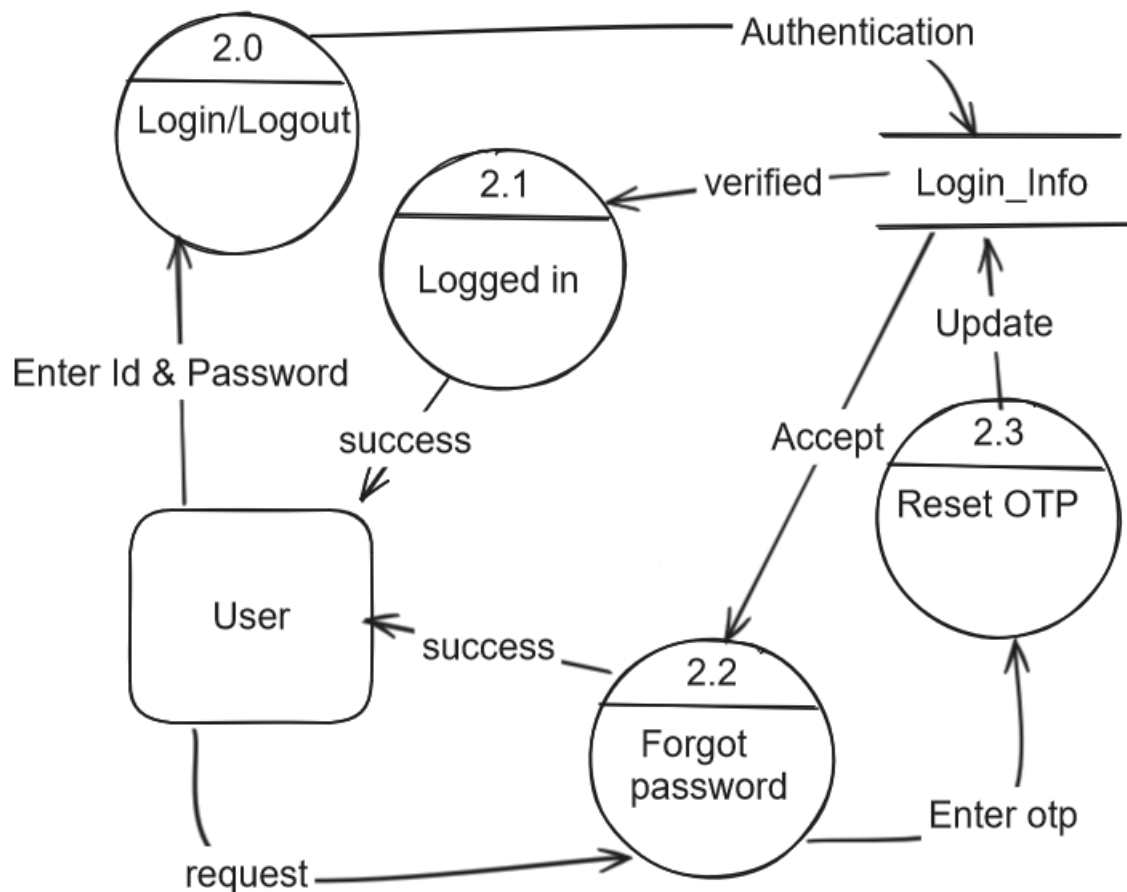 2.0
Login/Logout
Authentication
2.1
Logged in
verified
Login_Info
Enter Id & Password
success
Update
Accept
2.3
Reset OTP
User
success
2.2
Forgot
password
request
Enter otp